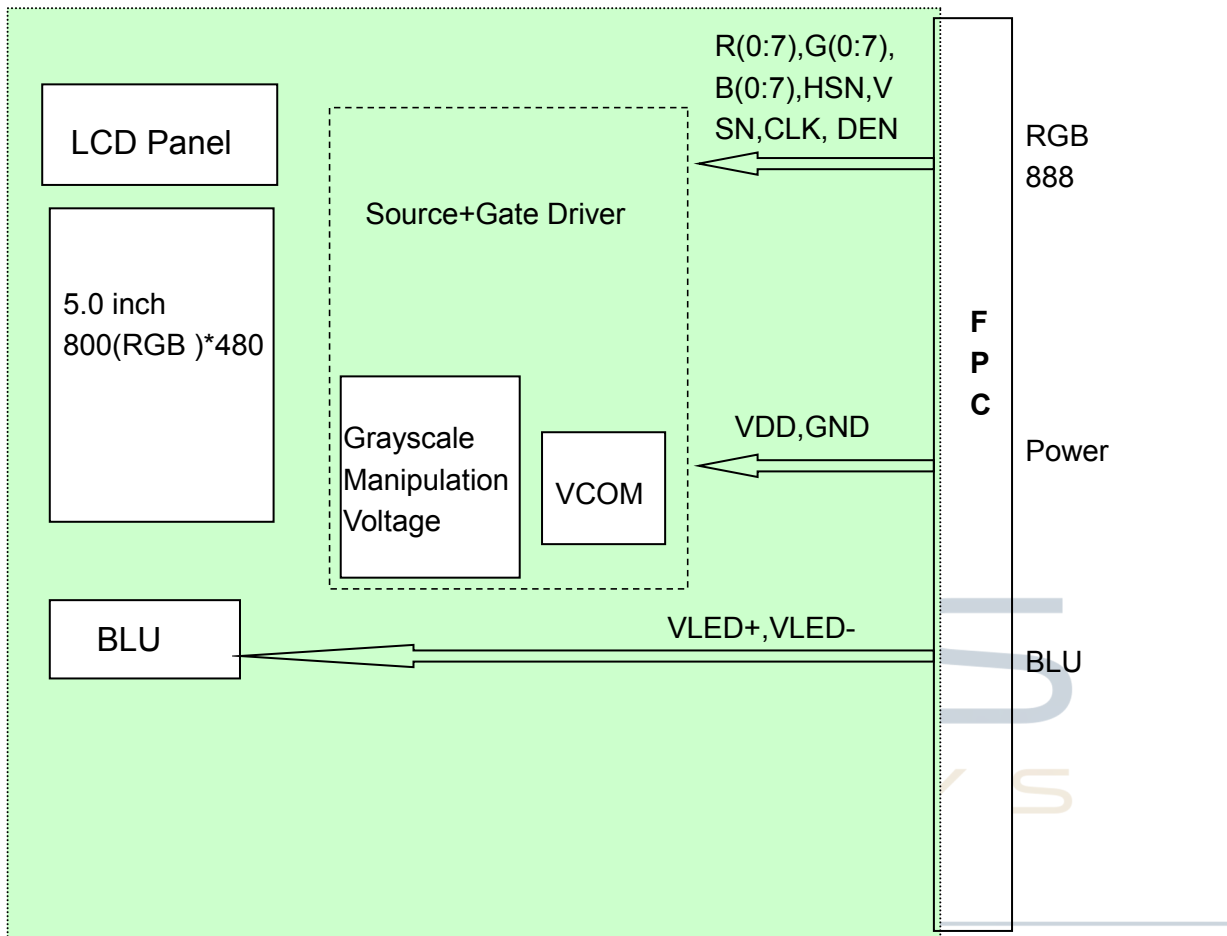 R(0:7),G(0:7),
B(0:7),HSN,V
SN,CLK, DEN
RGB
888
LCD Panel
Source+Gate Driver
5.0 inch
800(RGB )*480
F
P
C
Grayscale
Manipulation
Voltage
VCOM
VDD,GND
Power
BLU
VLED+,VLED-
BLU
S
Y S